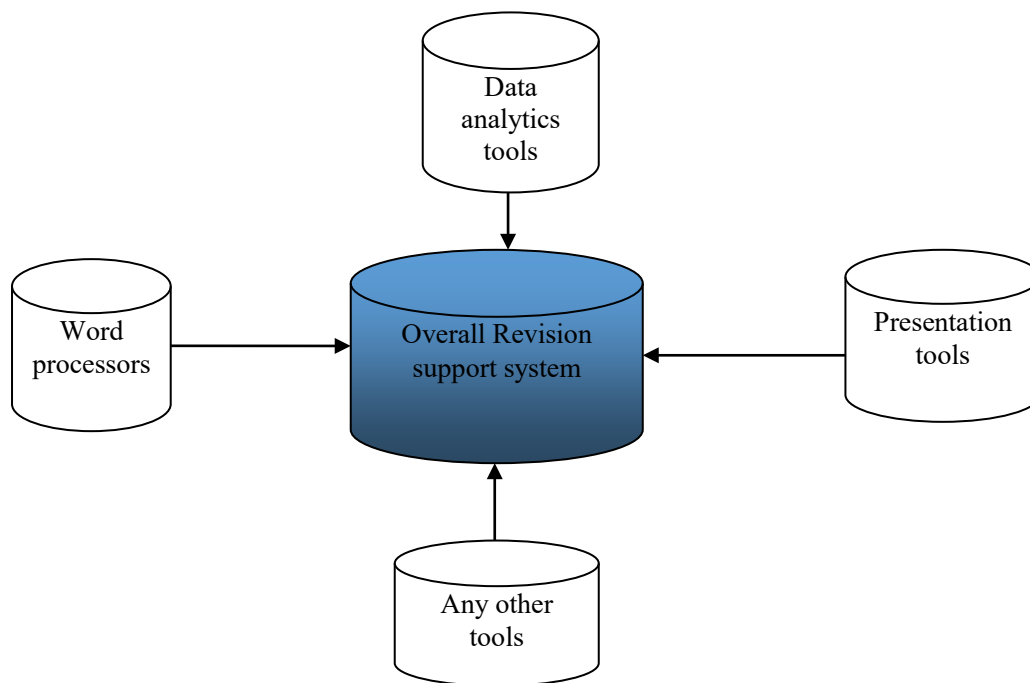 Data
analytics
tools
Word
processors
Overall Revision
support system
Presentation
tools
Any other
tools